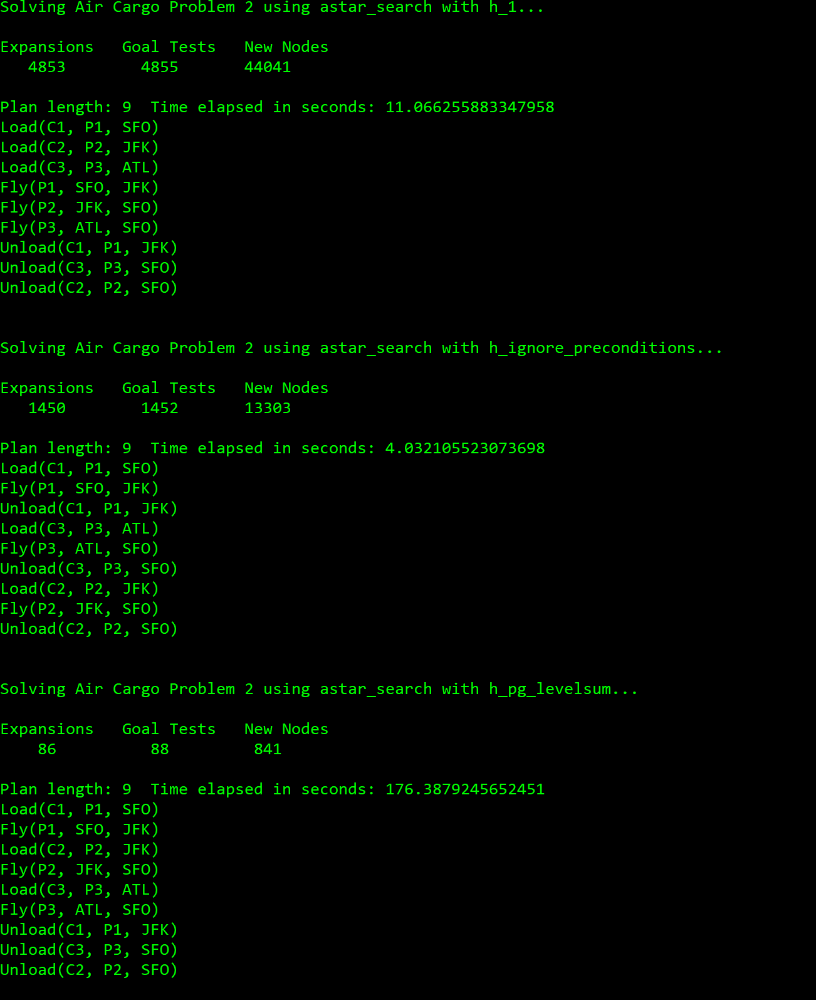 Solving Air Cargo Problem 2 using astar_search with h_1...
Expansions   Goal Tests   New Nodes
   4853        4855       44041
Plan length: 9  Time elapsed in seconds: 11.066255883347958
Load(C1, P1, SFO)
Load(C2, P2, JFK)
Load(C3, P3, ATL)
Fly(P1, SFO, JFK)
Fly(P2, JFK, SFO)
Fly(P3, ATL, SFO)
Unload(C1, P1, JFK)
Unload(C3, P3, SFO)
Unload(C2, P2, SFO)
Solving Air Cargo Problem 2 using astar_search with h_ignore_preconditions...
Expansions   Goal Tests   New Nodes
   1450        1452       13303
Plan length: 9  Time elapsed in seconds: 4.032105523073698
Load(C1, P1, SFO)
Fly(P1, SFO, JFK)
Unload(C1, P1, JFK)
Load(C3, P3, ATL)
Fly(P3, ATL, SFO)
Unload(C3, P3, SFO)
Load(C2, P2, JFK)
Fly(P2, JFK, SFO)
Unload(C2, P2, SFO)
Solving Air Cargo Problem 2 using astar_search with h_pg_levelsum...
Expansions   Goal Tests   New Nodes
    86          88         841
Plan length: 9  Time elapsed in seconds: 176.3879245652451
Load(C1, P1, SFO)
Fly(P1, SFO, JFK)
Load(C2, P2, JFK)
Fly(P2, JFK, SFO)
Load(C3, P3, ATL)
Fly(P3, ATL, SFO)
Unload(C1, P1, JFK)
Unload(C3, P3, SFO)
Unload(C2, P2, SFO)